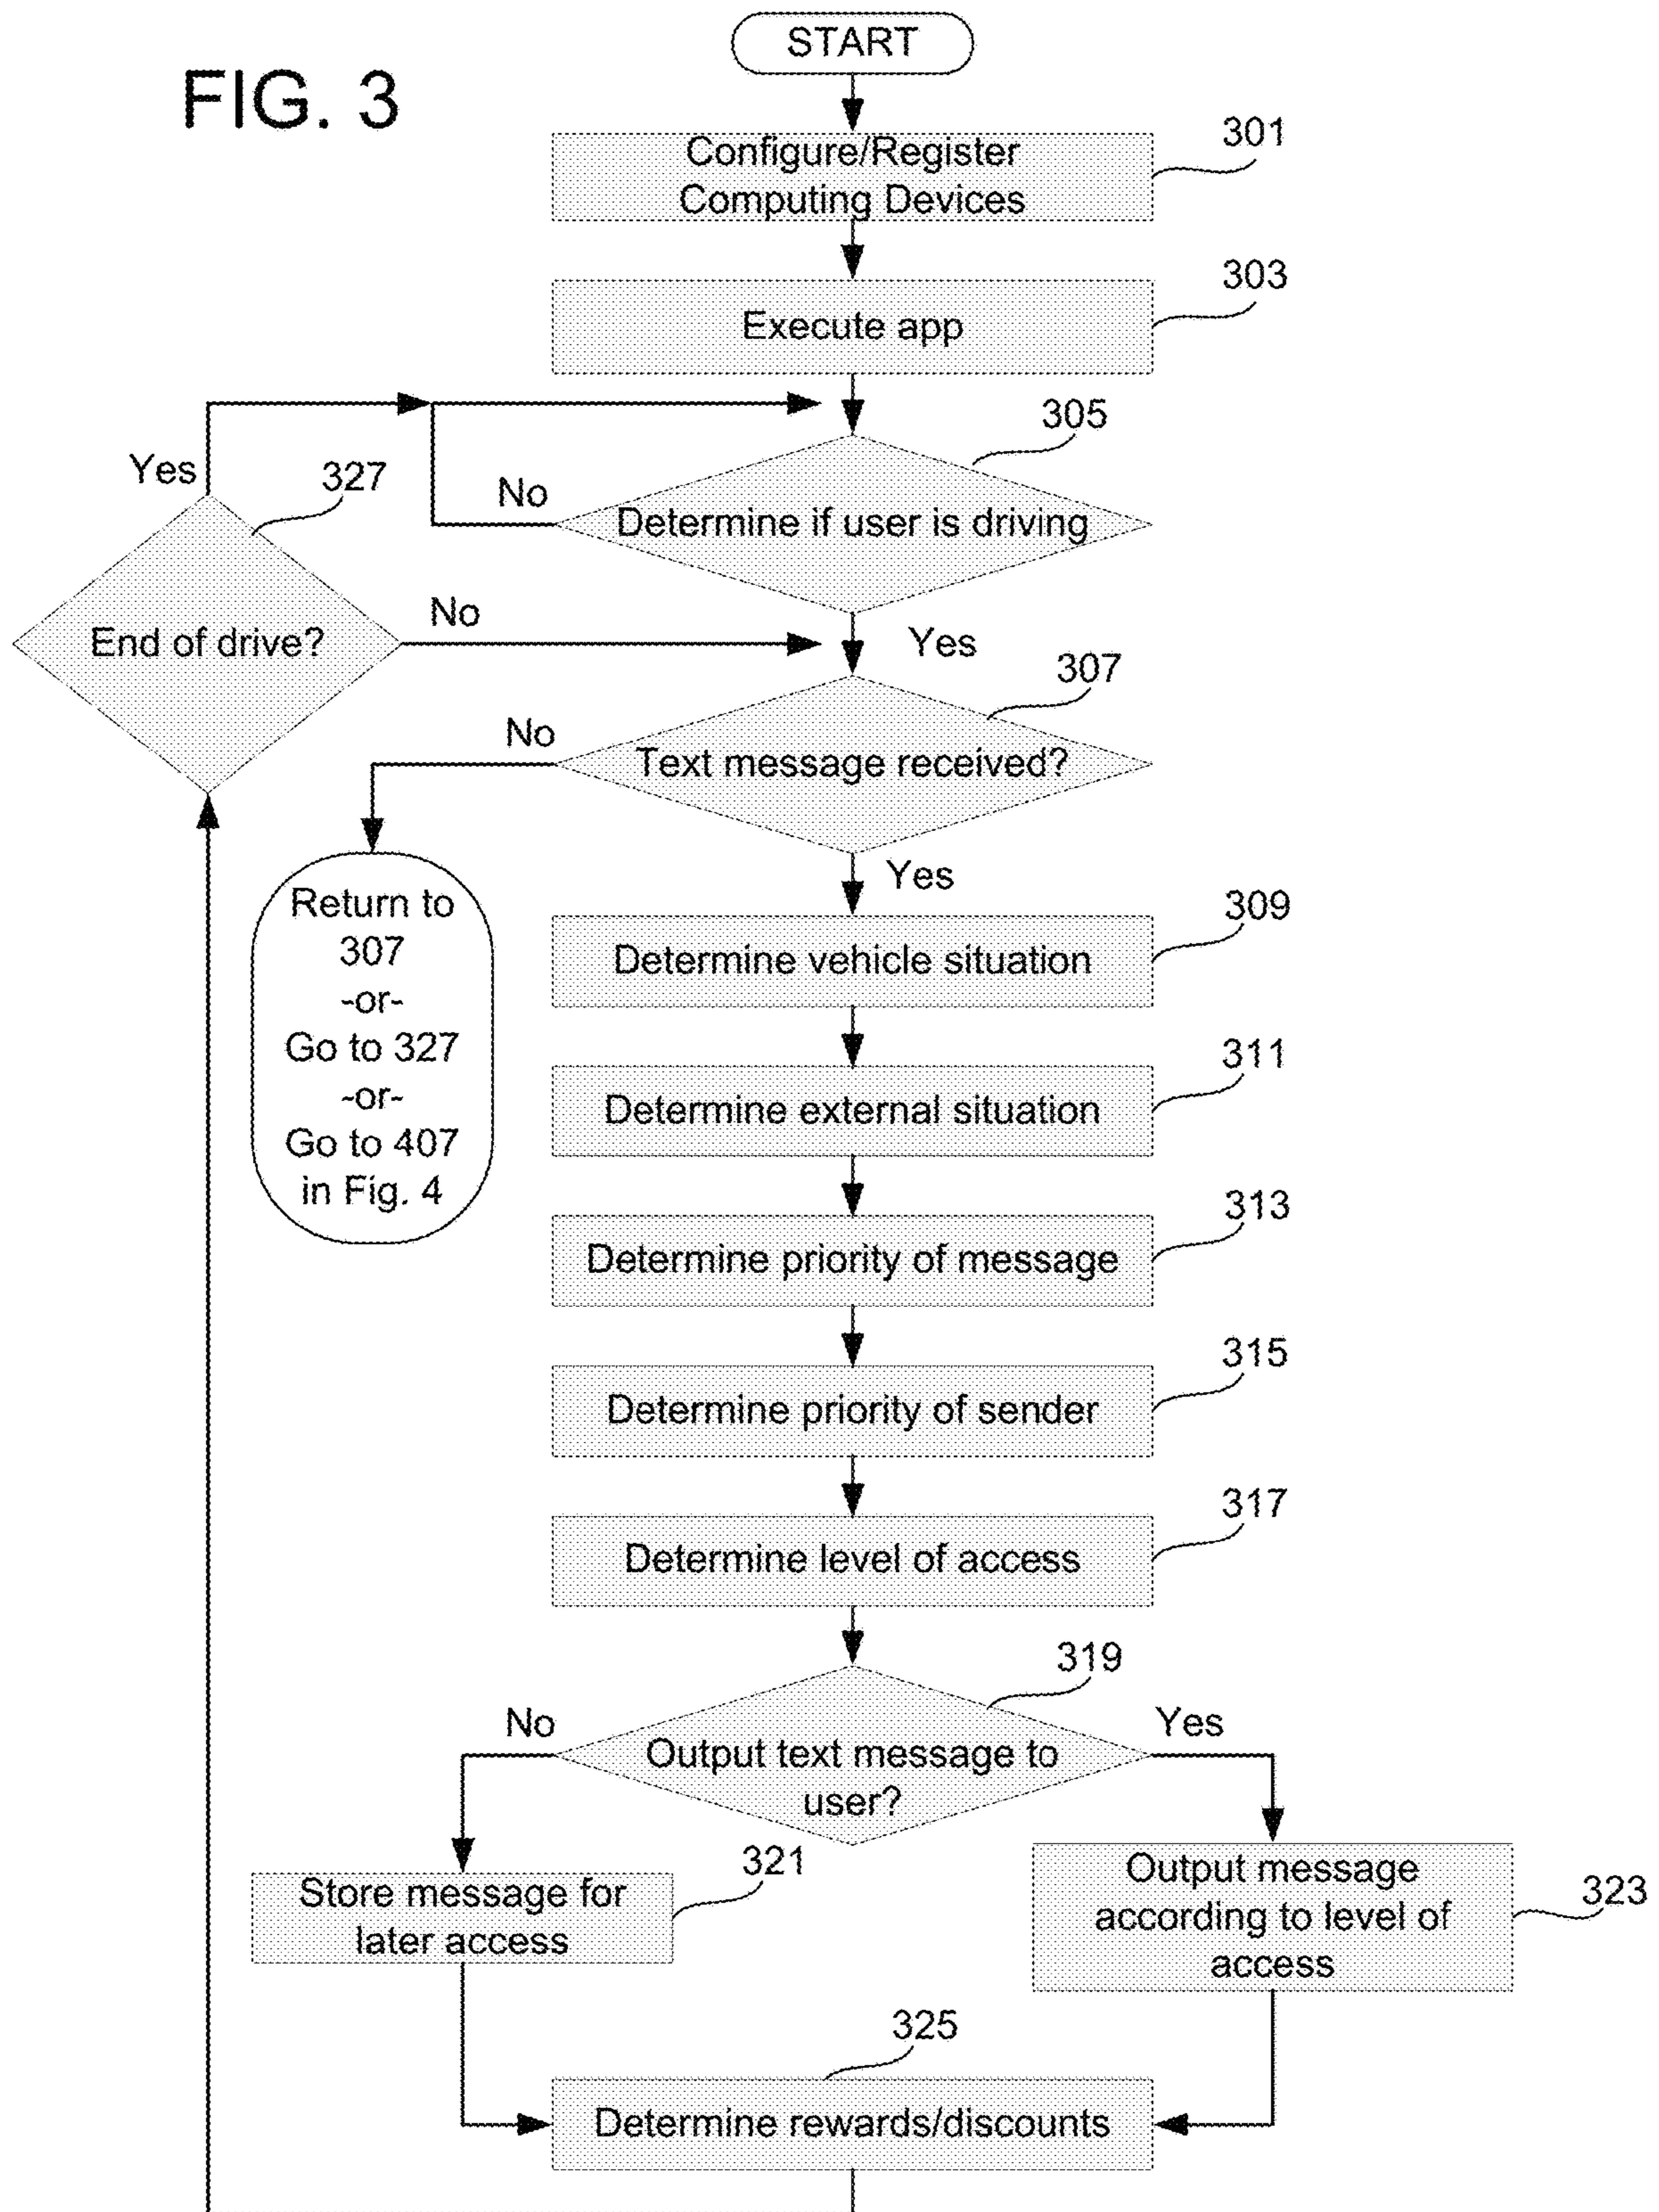 START
FIG. 3
Configure/Register
Computing Devices
301
Execute app
303
Determine if user is driving
305
Yes
327
No
End of drive?
No
Yes
Text message received?
307
No
Yes
Return to
307
-or-
Go to 327
-or-
Go to 407
in Fig. 4
Determine vehicle situation
309
Determine external situation
311
Determine priority of message
313
Determine priority of sender
315
Determine level of access
317
Output text message to
user?
319
No
Yes
Store message for
later access
321
Output message
according to level of
access
323
325
Determine rewards/discounts